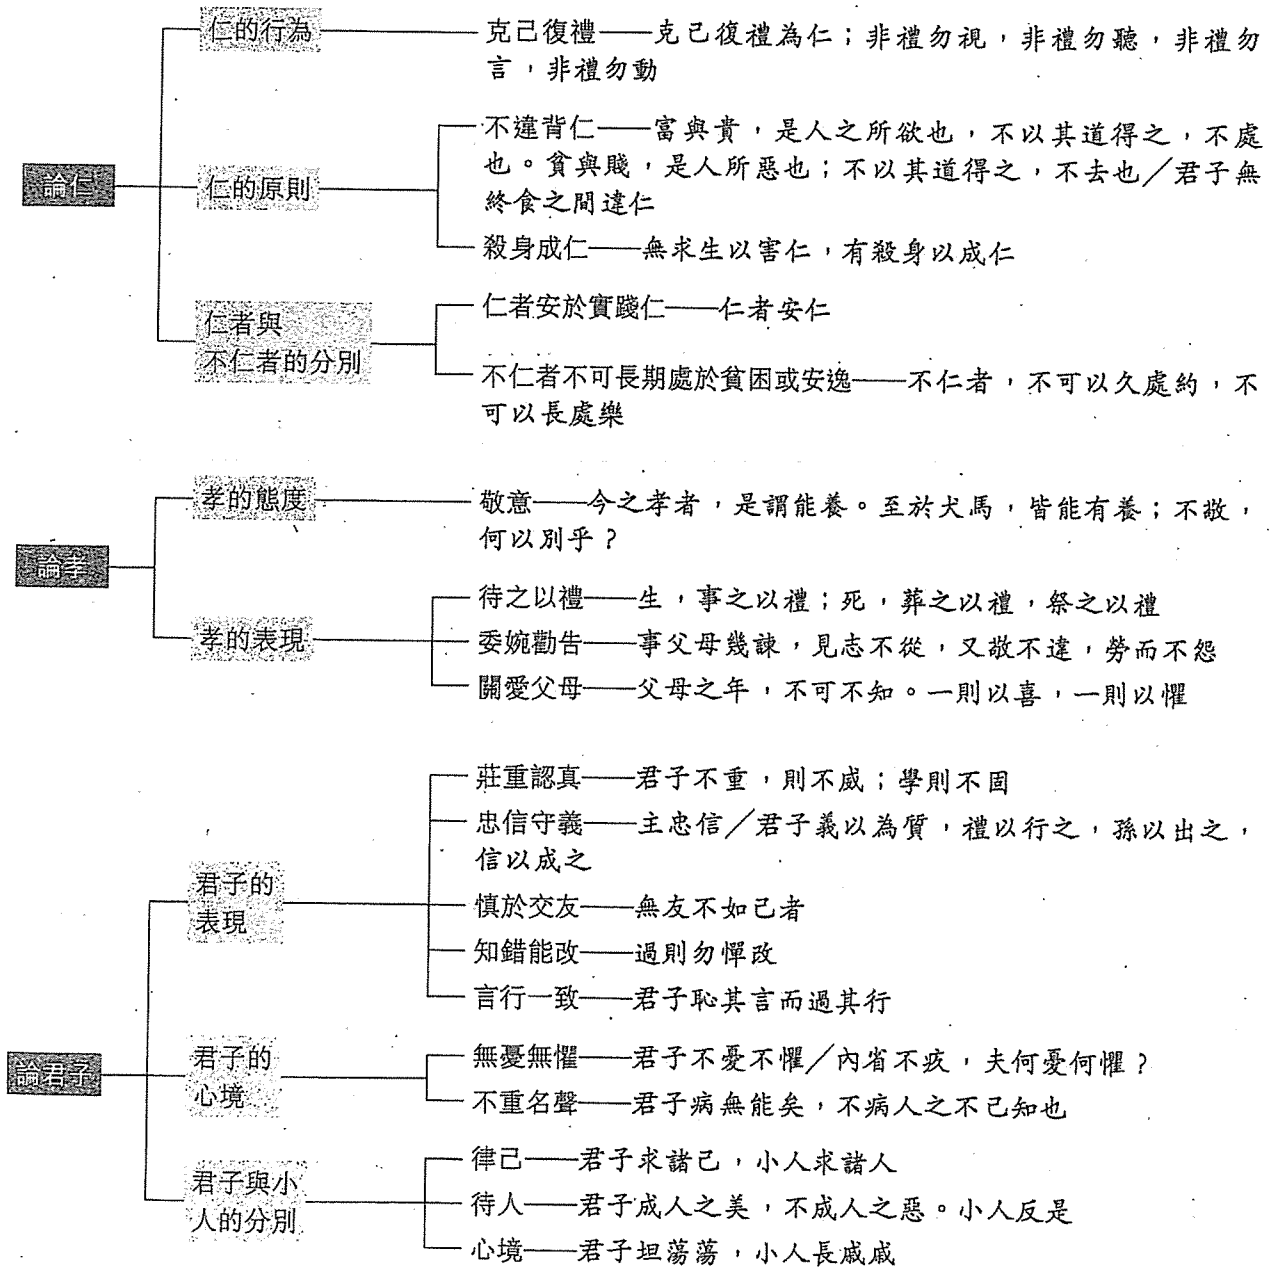 論仁
仁的行為
克己復禮——克己復禮為仁；非禮勿視，非禮勿聽，非禮勿
言，非禮勿動
仁的原則
不違背仁——富與貴，是人之所欲也，不以其道得之，不處
也。貧與賤，是人所惡也；不以其道得之，不去也／君子無
終食之間違仁
殺身成仁——無求生以害仁，有殺身以成仁
仁者與
不仁者的分別
仁者安於實踐仁——仁者安仁
不仁者不可長期處於貧困或安逸——不仁者，不可以久處約，不
可以長處樂
論孝
孝的態度
敬意——今之孝者，是謂能養。至於犬馬，皆能有養；不敬，
何以別乎？
孝的表現
待之以禮——生，事之以禮；死，葬之以禮，祭之以禮
委婉勸告——事父母幾諫，見志不從，又敬不違，勞而不怨
關愛父母——父母之年，不可不知。一則以喜，一則以懼
論君子
君子的
表現
莊重認真——君子不重，則不威；學則不固
忠信守義——主忠信／君子義以為質，禮以行之，孫以出之，
信以成之
慎於交友——無友不如己者
知錯能改——過則勿憚改
言行一致——君子恥其言而過其行
君子的
心境
無憂無懼——君子不憂不懼／內省不疚，夫何憂何懼？
不重名聲——君子病無能矣，不病人之不己知也
君子與小
人的分別
律己——君子求諸己，小人求諸人
待人——君子成人之美，不成人之惡。小人反是
心境——君子坦蕩蕩，小人長戚戚